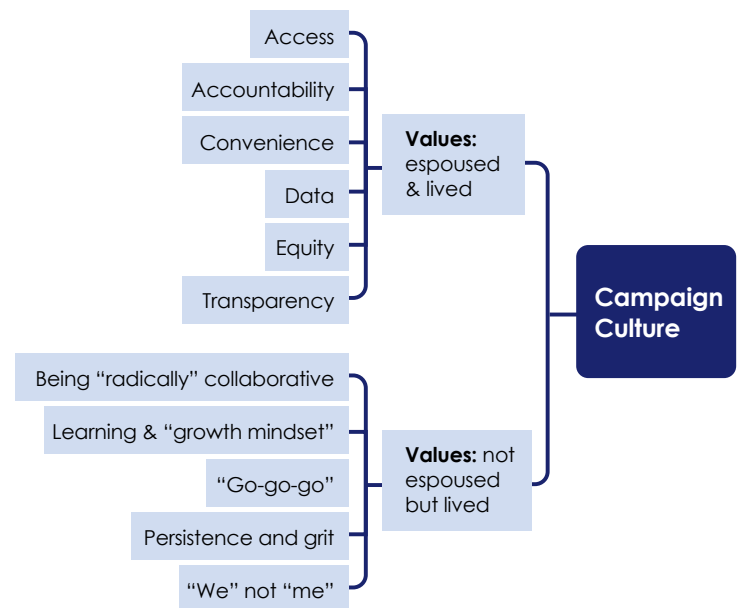 Access
Accountability
Convenience
Data
Equity
Transparency
Values:
espoused
& lived
Being “radically” collaborative
Learning & “growth mindset”
“Go-go-go”
Persistence and grit
“We” not “me”
Values: not
espoused
but lived
Campaign
Culture